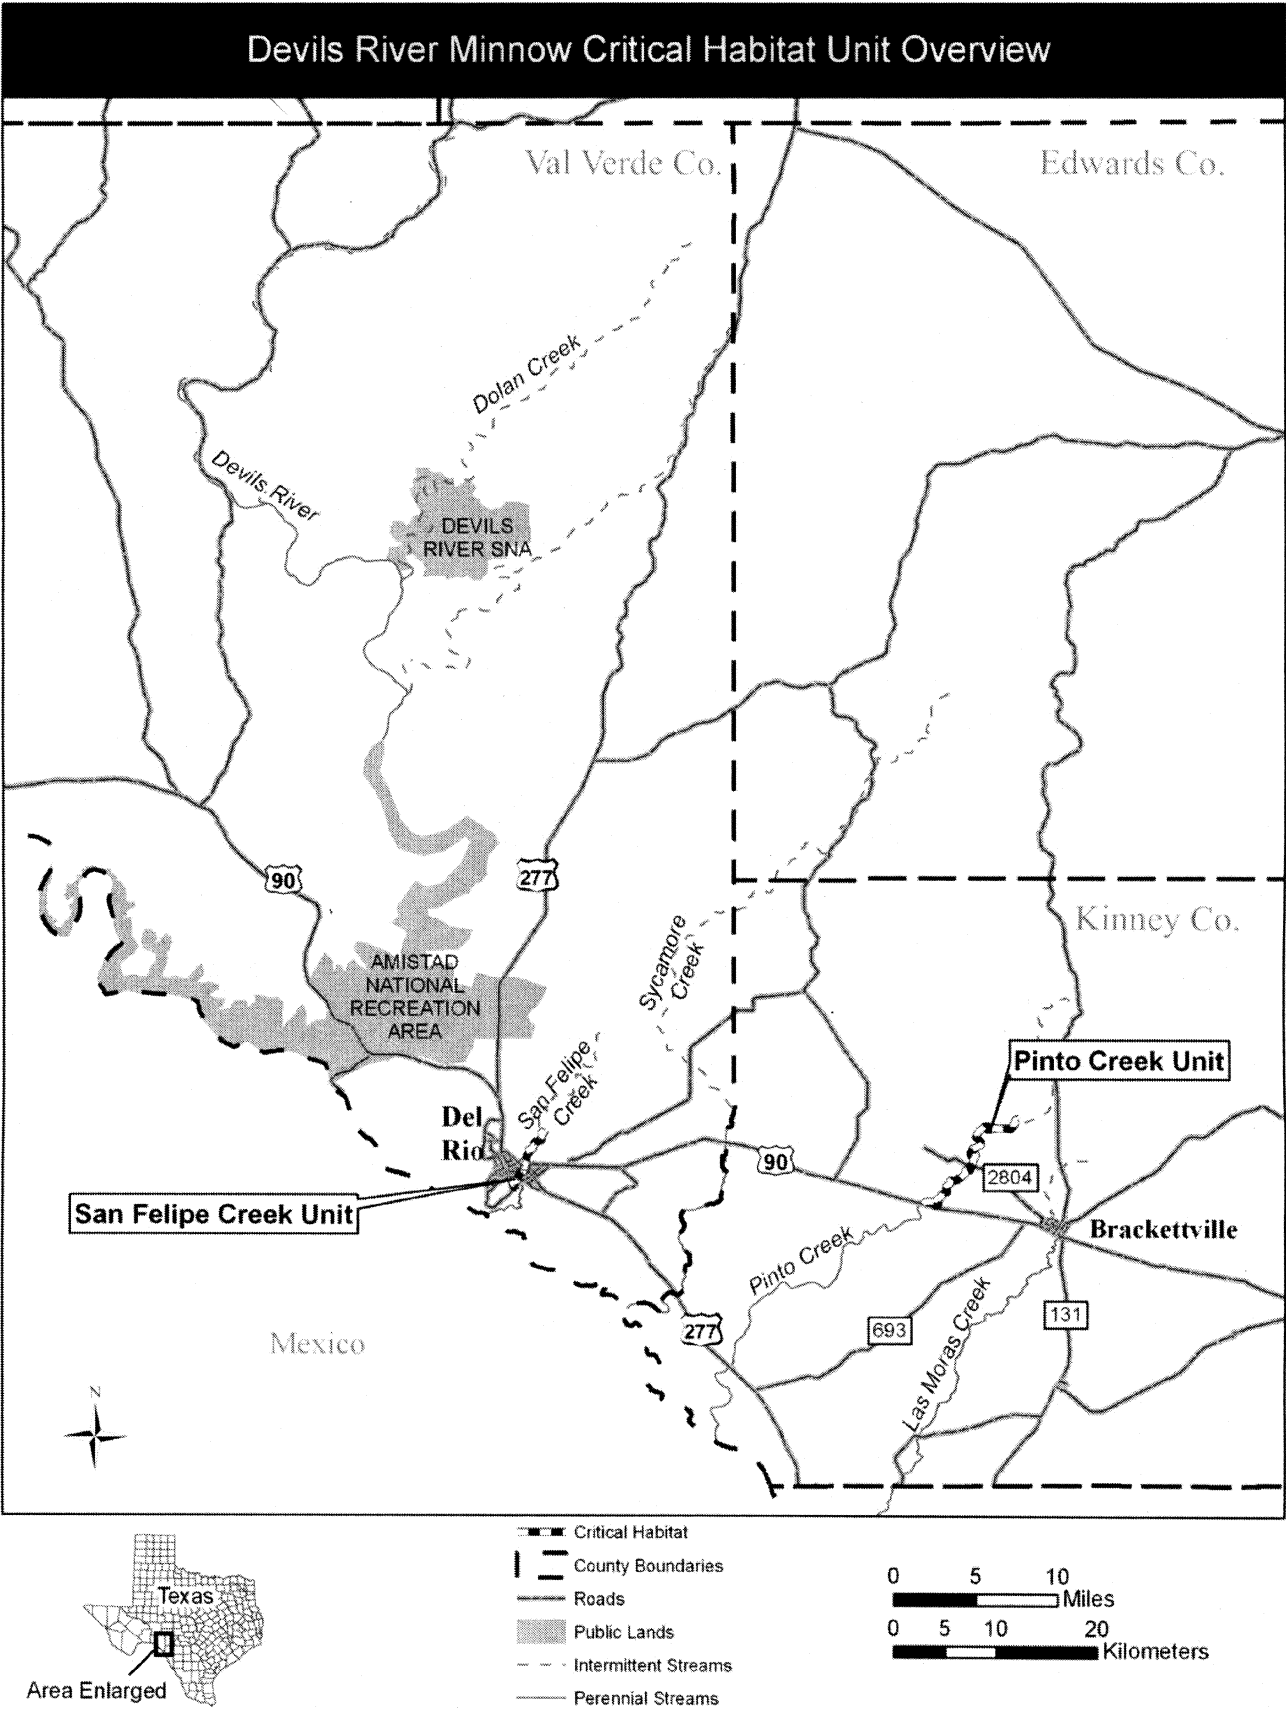 Devils River Minnow Critical Habitat Unit Overview
Val Verde Co.
Edwards Co.
Dolan Creek
Devils River
DEVILS
RIVER SNA
90
277
Kinney Co.
Sycamore
Creek
AMISTAD
NATIONAL
RECREATION
AREA
San Felipe
Creek
Pinto Creek Unit
Del
Rio
90
2804
San Felipe Creek Unit
Brackettville
Pinto Creek
Mexico
277
693
131
Las Moras Creek
N
Texas
Area Enlarged
Critical Habitat
County Boundaries
Roads
Public Lands
Intermittent Streams
Perennial Streams
0 5 10
Miles
0 5 10 20
Kilometers